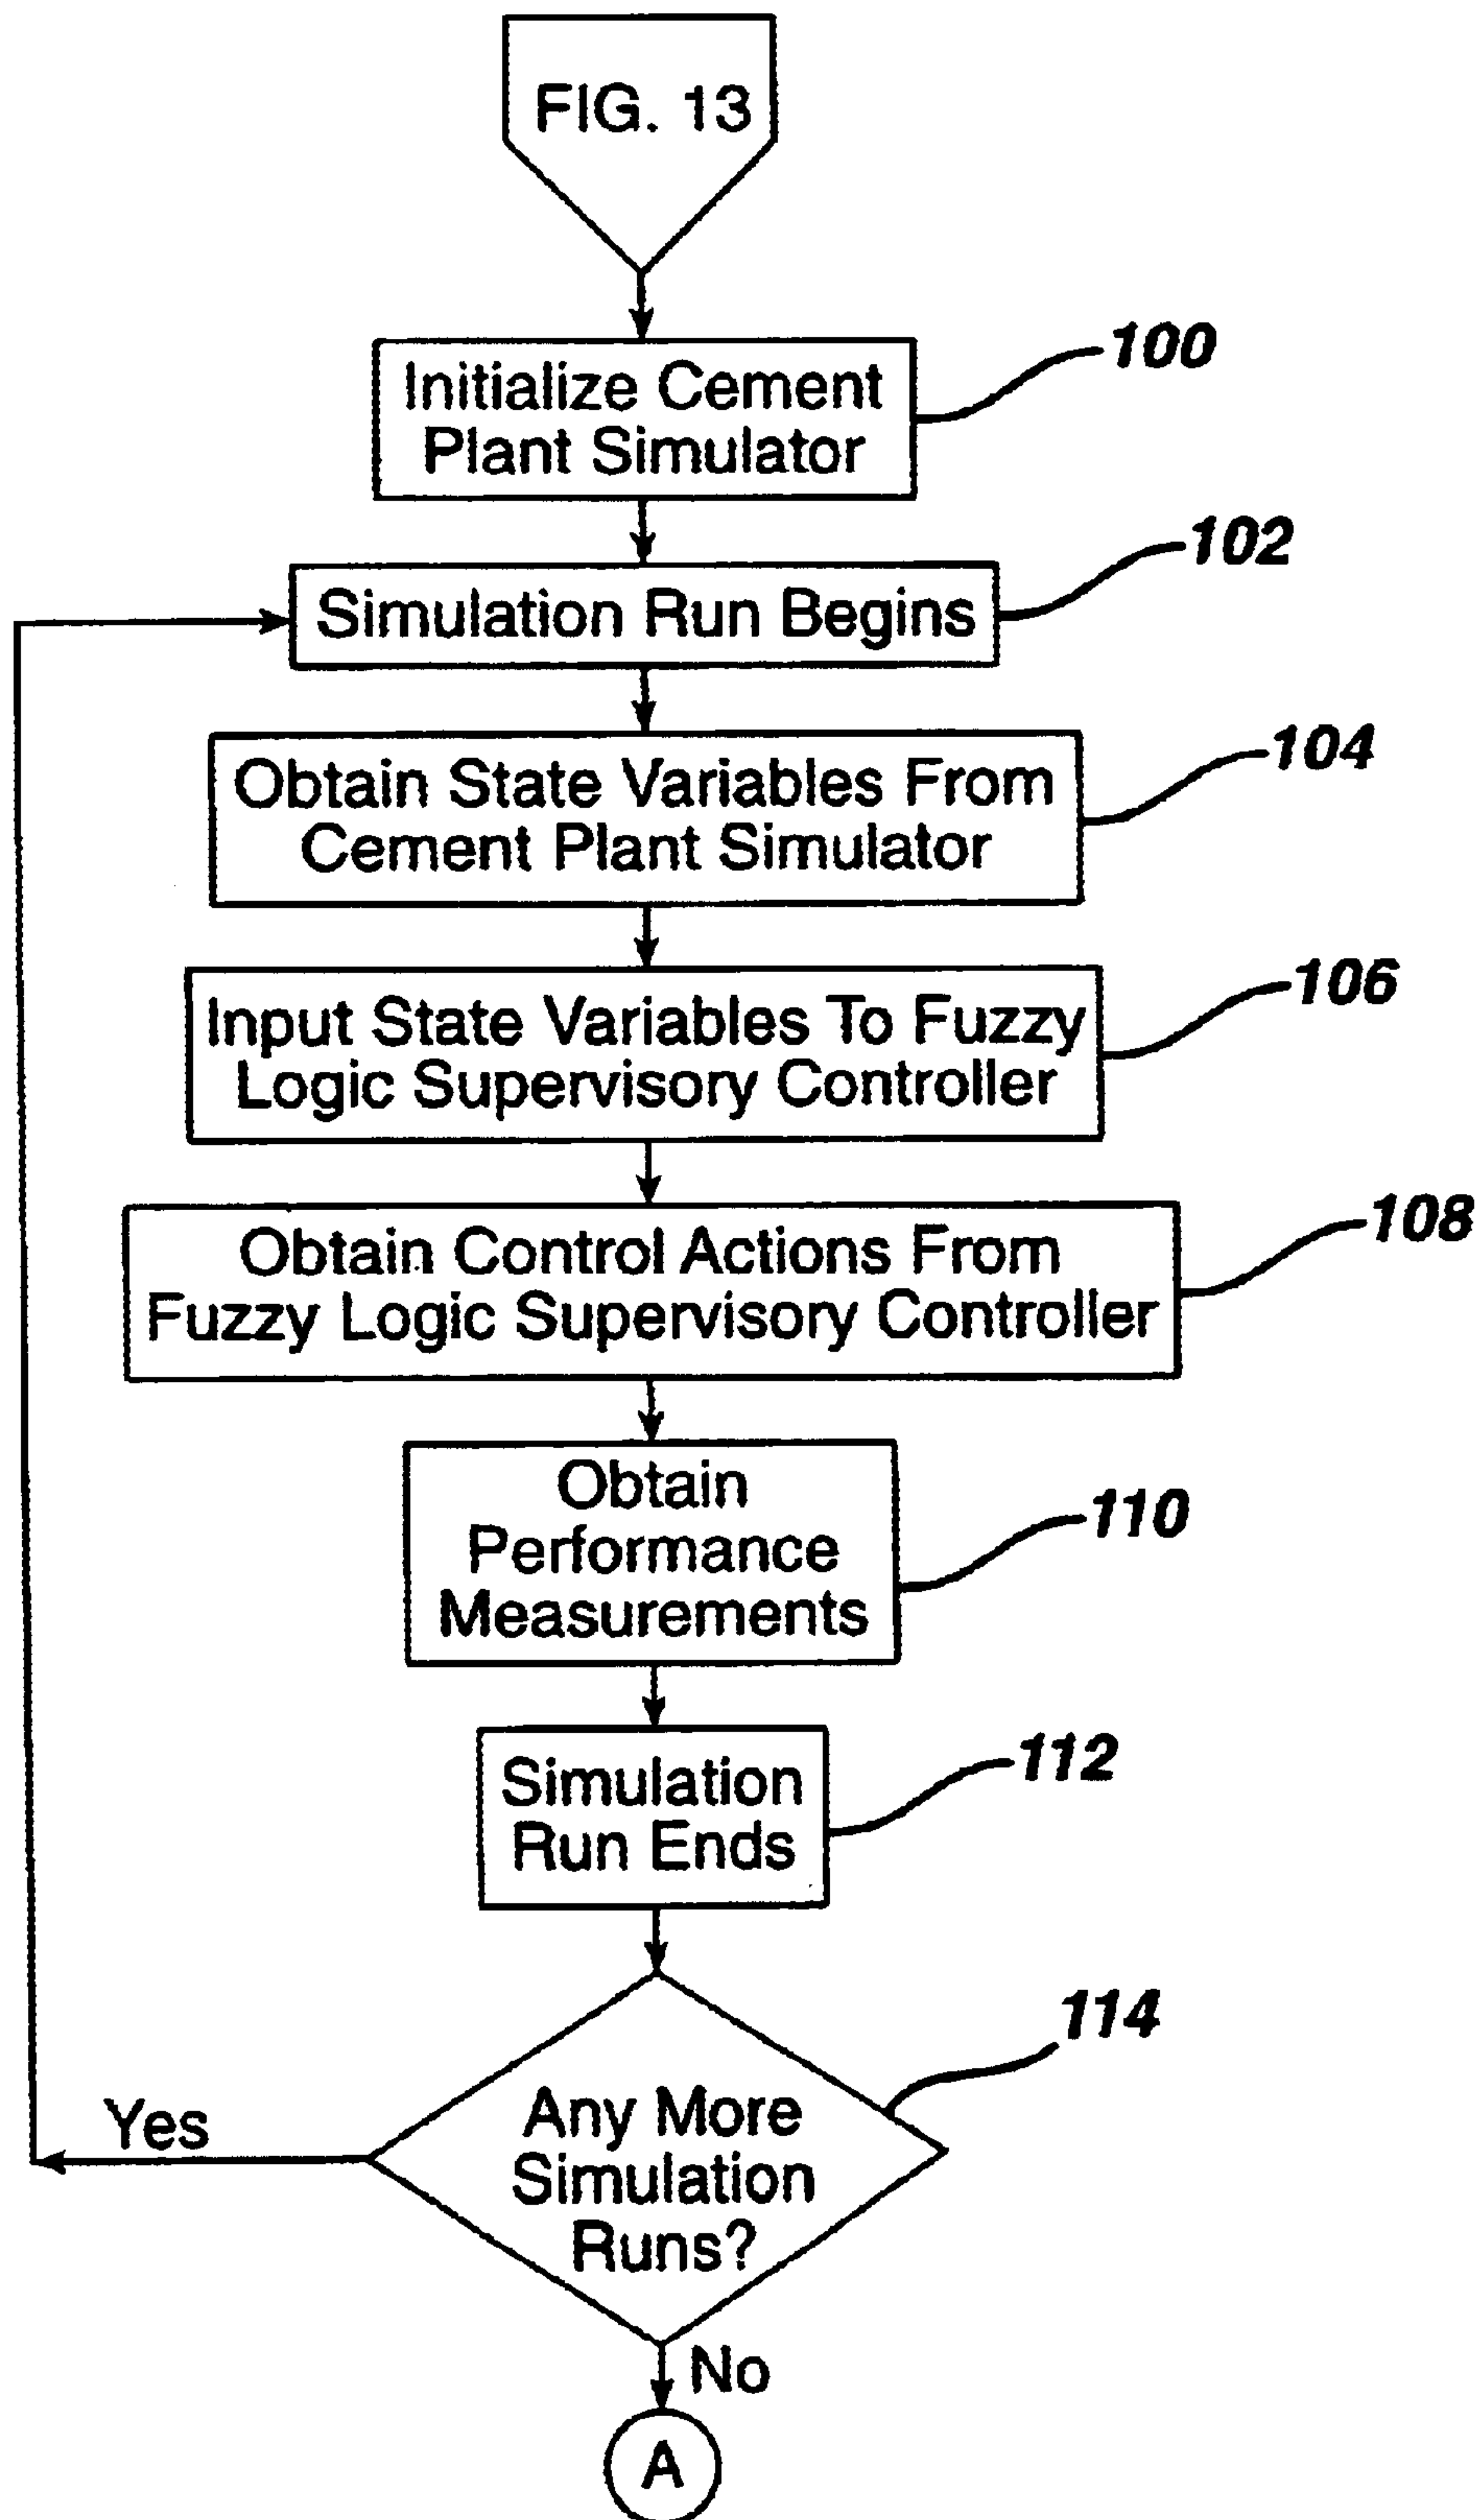 FIG. 13
100
Initialize Cement
Plant Simulator
102
Simulation Run Begins
104
Obtain State Variables From
Cement Plant Simulator
106
Input State Variables To Fuzzy
Logic Supervisory Controller
108
Obtain Control Actions From
Fuzzy Logic Supervisory Controller
110
Obtain
Performance
Measurements
112
Simulation
Run Ends
114
Any More
Simulation
Runs?
Yes
No
A